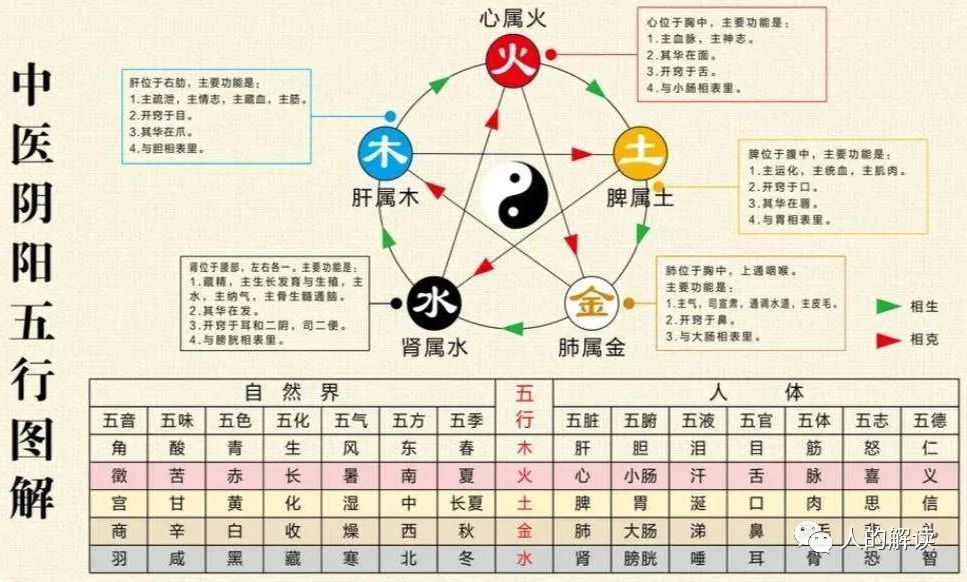 中医阴阳五行图解
心属火
火
心位于胸中，主要功能是：
1.主血脉，主神志。
2.其华在面。
3.开窍于舌。
4.与小肠相表里。
肝位于右肋，主要功能是：
1.主疏泄，主情志，主藏血，主筋。
2.开窍于目。
3.其华在爪。
4.与胆相表里。
木
肝属木
土
脾属土
脾位于腹中，主要功能是：
1.主运化，主统血，主肌肉。
2.开窍于口。
3.其华在唇。
4.与胃相表里。
肾位于腰部，左右各一。主要功能是：
1.藏精，主生长发育与生殖，主
水，主纳气，主骨生髓通脑。
2.其华在发。
3.开窍于耳和二阴，司二便。
4.与膀胱相表里。
水
肾属水
金
肺属金
肺位于胸中，上通咽喉。
主要功能是：
1.主气，司宣肃，通调水道，主皮毛。
2.开窍于鼻。
3.与大肠相表里。
相生
相克
自然界 五行 人体
五音 五味 五色 五化 五气 五方 五季 五脏 五腑 五液 五官 五体 五志 五德
角 酸 青 生 风 东 春 木 肝 胆 泪 目 筋 怒 仁
徵 苦 赤 长 暑 南 夏 火 心 小肠 汗 舌 脉 喜 义
宫 甘 黄 化 湿 中 长夏 土 脾 胃 涎 口 肉 思 信
商 辛 白 收 燥 西 秋 金 肺 大肠 涕 鼻
羽 咸 黑 藏 寒 北 冬 水 肾 膀胱 唾 耳 骨 恐 智
人的解读